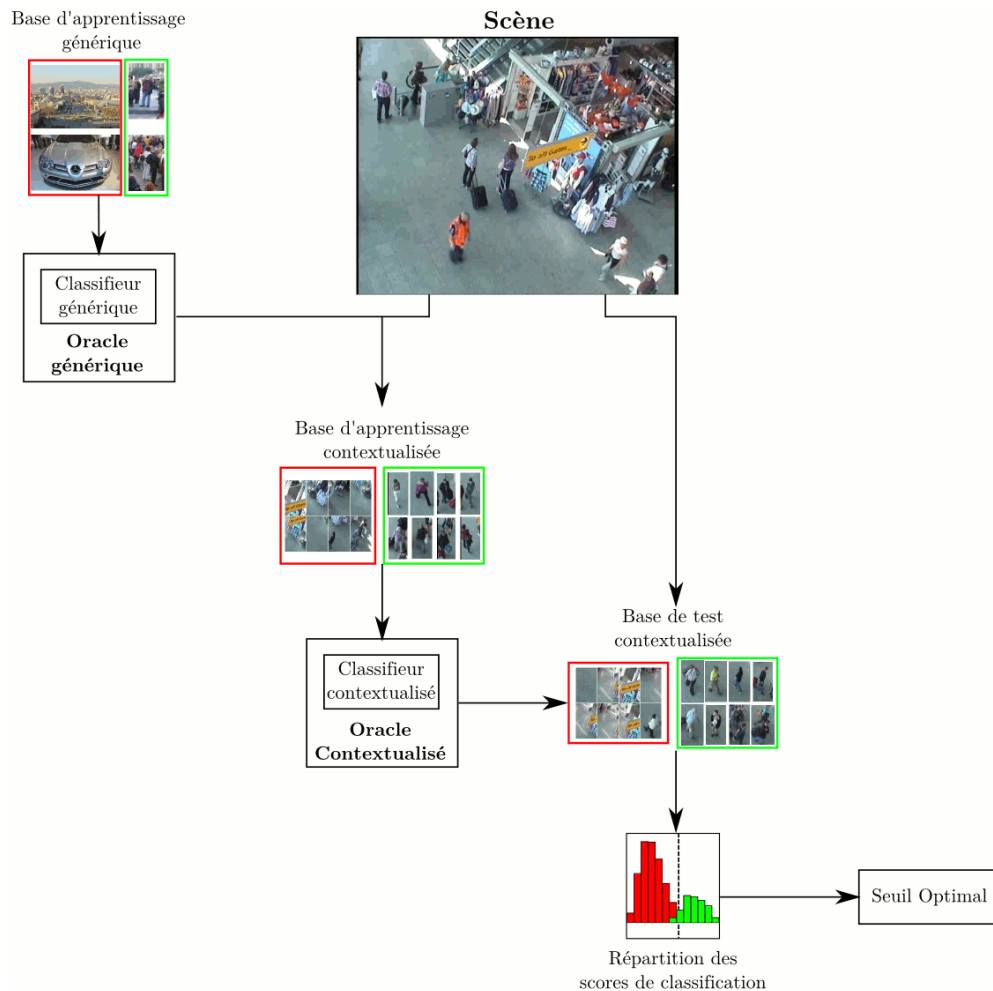 Base d'apprentissage
générique
Scène
Classifieur
générique
Oracle
générique
Base d'apprentissage
contextualisée
Classifieur
contextualisé
Oracle
Contextualisé
Base de test
contextualisée
Seuil Optimal
Répartition des
scores de classification